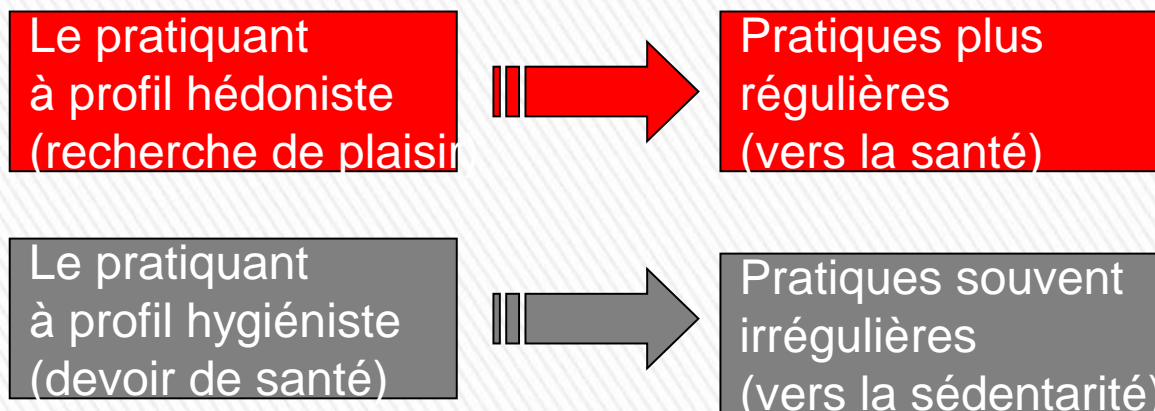 Le pratiquant
à profil hédoniste
(recherche de plaisir
Pratiques plus
régulières
(vers la santé)
Le pratiquant
à profil hygiéniste
(devoir de santé)
Pratiques souvent
irrégulières
(vers la sédentarité)